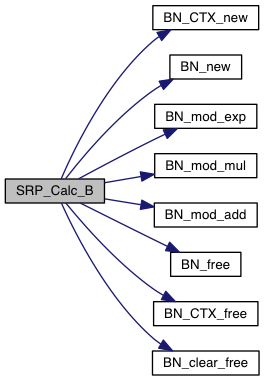 BN_CTX_new
BN_new
BN_mod_exp
BN_mod_mul
SRP_Calc_B
BN_mod_add
BN_free
BN_CTX_free
BN_clear_free